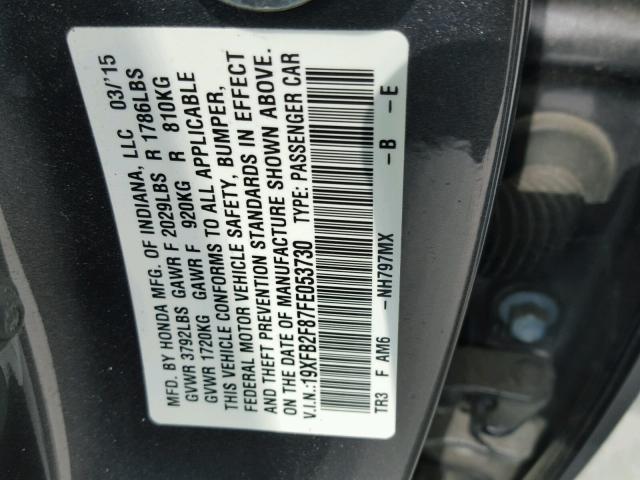 MFD. BY HONDA MFG. OF INDIANA, LLC 03/'15
GVWR 3792LBS GAWR F 2029LBS R 1786LBS
GVWR 1720KG GAWR F 920KG R 810KG
THIS VEHICLE CONFORMS TO ALL APPLICABLE
FEDERAL MOTOR VEHICLE SAFETY, BUMPER,
AND THEFT PREVENTION STANDARDS IN EFFECT
ON THE DATE OF MANUFACTURE SHOWN ABOVE.
V.I.N.:19XFB2F87FE053730 TYPE: PASSENGER CAR
TR3 F AM6 -NH797MX -B -E